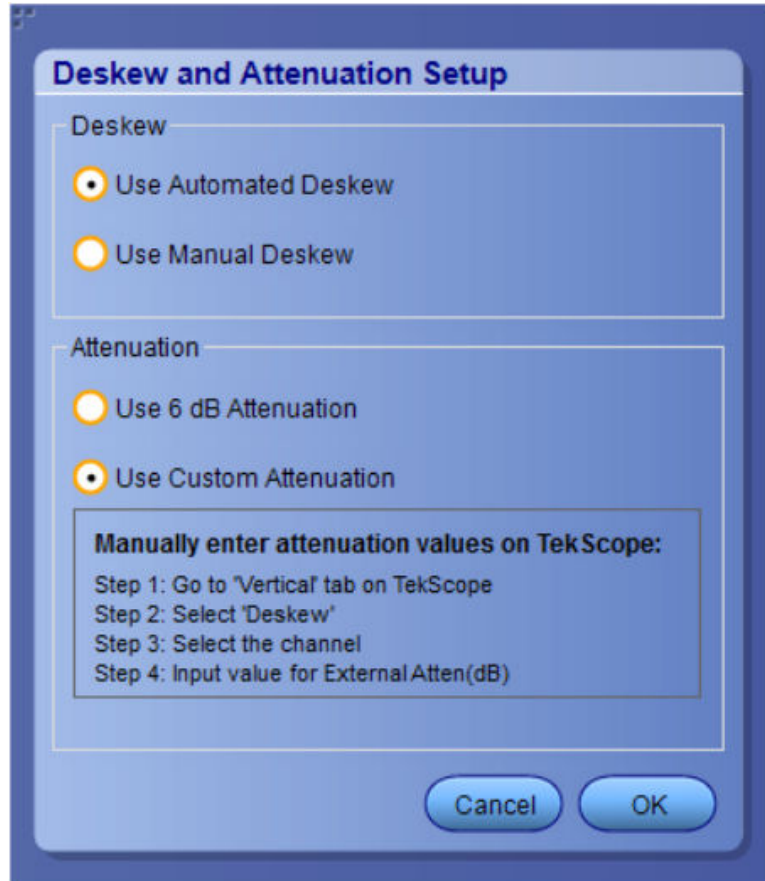 Deskew and Attenuation Setup
Deskew
Use Automated Deskew
Use Manual Deskew
Attenuation
Use 6 dB Attenuation
Use Custom Attenuation
Manually enter attenuation values on TekScope:
Step 1: Go to 'Vertical' tab on TekScope
Step 2: Select 'Deskew'
Step 3: Select the channel
Step 4: Input value for External Atten(dB)
Cancel OK